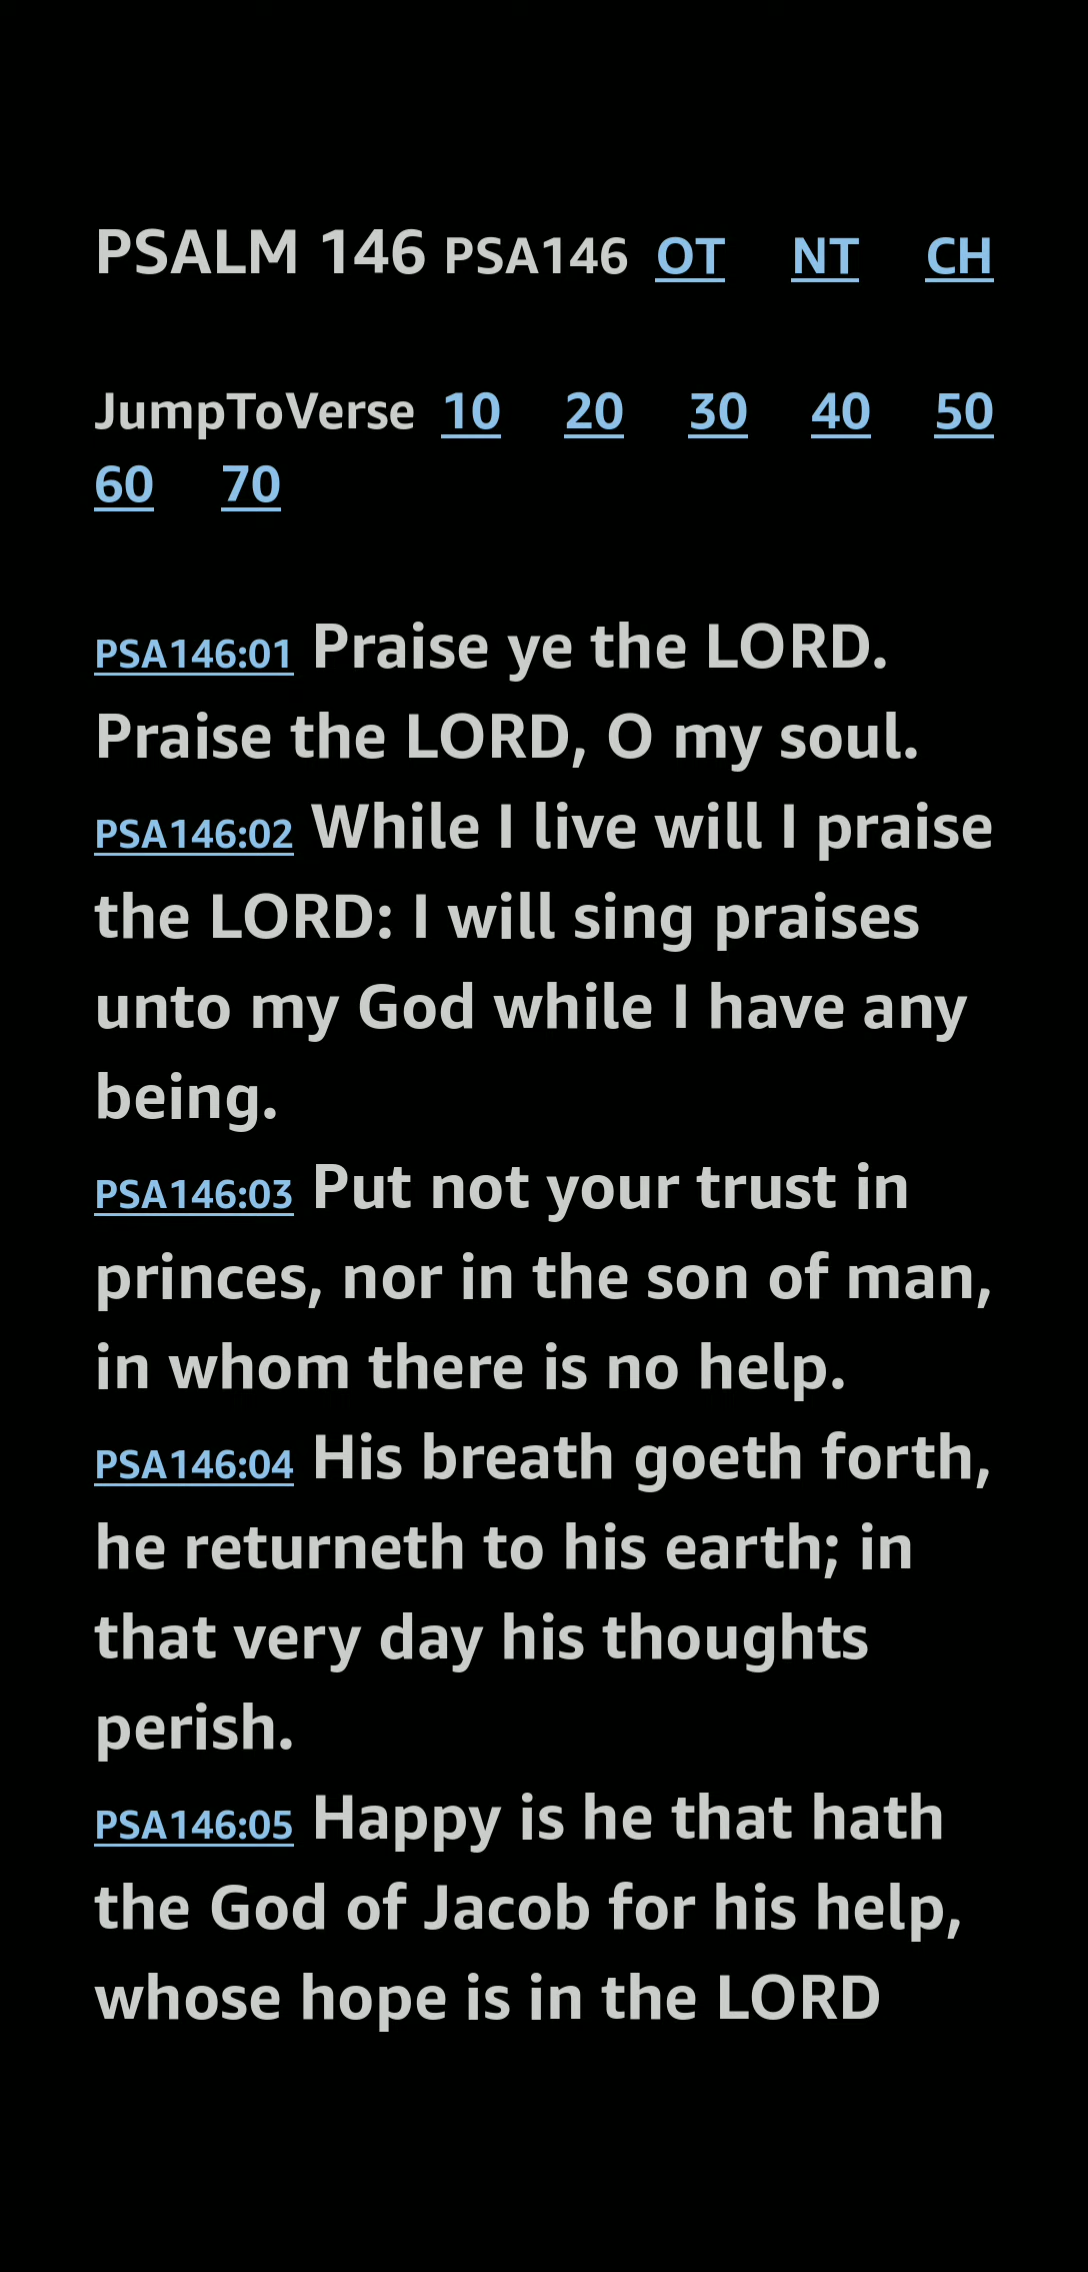 PSALM 146 PSA146 OT NT CH
JumpToVerse 10 20 30 40 50
60 70
PSA146:01 Praise ye the LORD.
Praise the LORD, O my soul.
PSA146:02 While I live will I praise
the LORD: I will sing praises
unto my God while I have any
being.
PSA146:03 Put not your trust in
princes, nor in the son of man,
in whom there is no help.
PSA146:04 His breath goeth forth,
he returneth to his earth; in
that very day his thoughts
perish.
PSA146:05 Happy is he that hath
the God of Jacob for his help,
whose hope is in the LORD